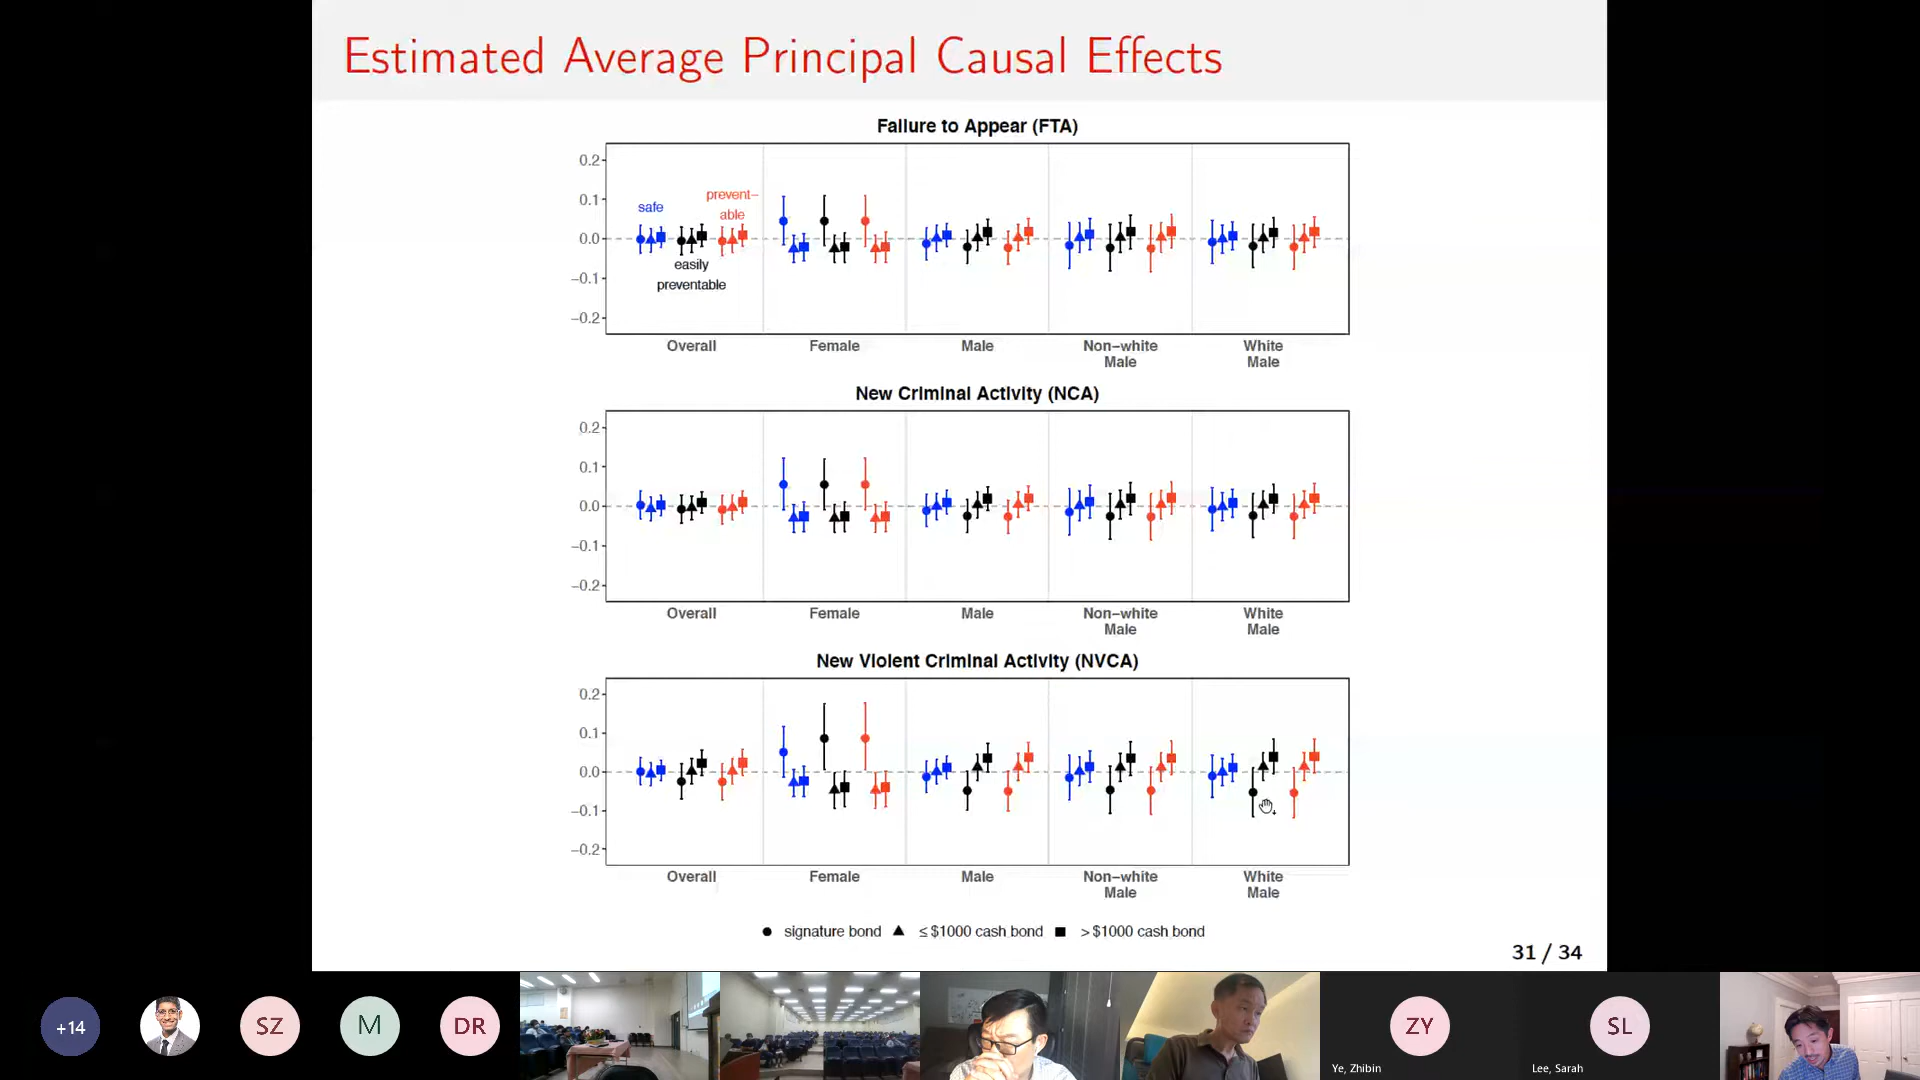 Estimated Average Principal Causal Effects
Failure to Appear (FTA)
0.2
0.1
0.0
−0.1
−0.2
safe
prevent−
able
easily
preventable
Overall
Female
Male
Non−white
Male
White
Male
New Criminal Activity (NCA)
0.2
0.1
0.0
−0.1
−0.2
Overall
Female
Male
Non−white
Male
White
Male
New Violent Criminal Activity (NVCA)
0.2
0.1
0.0
−0.1
−0.2
Overall
Female
Male
Non−white
Male
White
Male
signature bond ≤ $1000 cash bond > $1000 cash bond
31 / 34
+14
SZ
M
DR
ZY
SL
Ye, Zhibin
Lee, Sarah